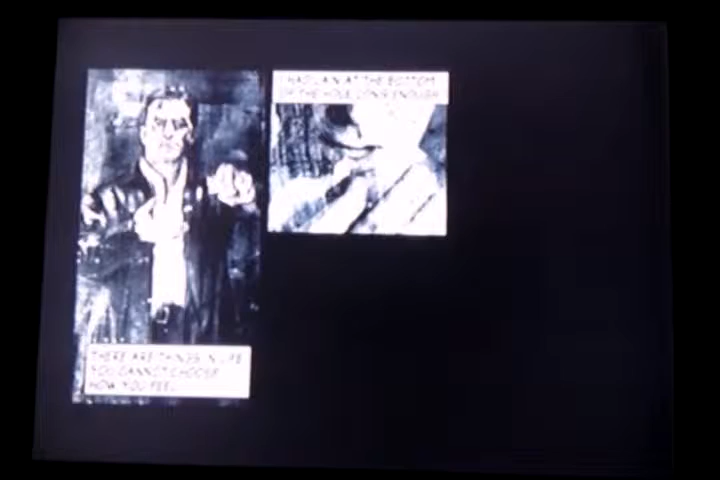 THERE ARE THINGS IN LIFE
YOU CANNOT CHOOSE
HOW YOU FEEL
I HAD LAIN AT THE BOTTOM
OF THE HOLE LONG ENOUGH